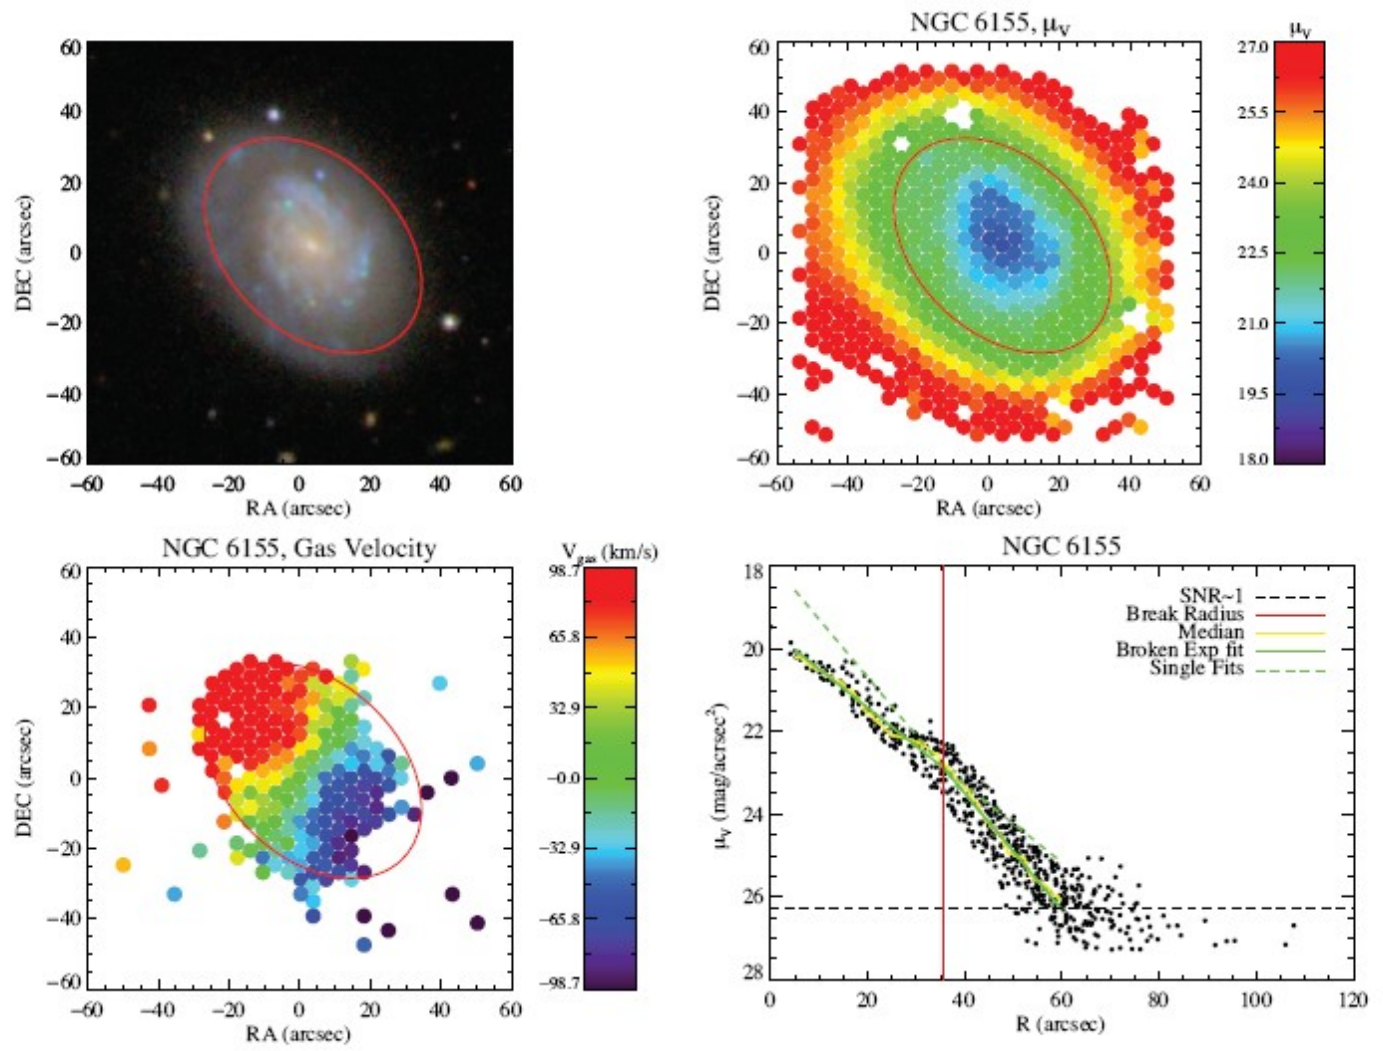 NGC 6155, μV
μV
60
40
20
0
−20
−40
−60
DEC (arcsec)
−60 −40 −20 0 20 40 60
RA (arcsec)
60
40
20
0
−20
−40
−60
DEC (arcsec)
−60 −40 −20 0 20 40 60
RA (arcsec)
27.0
25.5
24.0
22.5
21.0
19.5
18.0
NGC 6155, Gas Velocity
Vgas (km/s)
60
40
20
0
−20
−40
−60
DEC (arcsec)
−60 −40 −20 0 20 40 60
RA (arcsec)
98.7
65.8
32.9
−0.0
−32.9
−65.8
−98.7
NGC 6155
18
20
22
24
26
28
μV (mag/acrsec²)
SNR~1
Break Radius
Median
Broken Exp fit
Single Fits
0 20 40 60 80 100 120
R (arcsec)